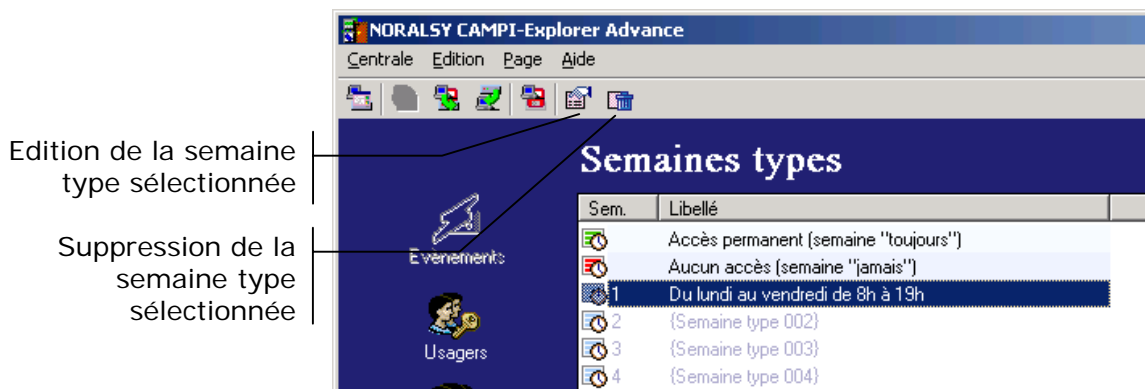 NORALSY CAMPI-Explorer Advance
Centrale Edition Page Aide
Edition de la semaine
type sélectionnée
Suppression de la
semaine type
sélectionnée
Semaines types
Evènements
Usagers
Sem. Libellé
Accès permanent (semaine "toujours")
Aucun accès (semaine "jamais")
1 Du lundi au vendredi de 8h à 19h
2 {Semaine type 002}
3 {Semaine type 003}
4 {Semaine type 004}